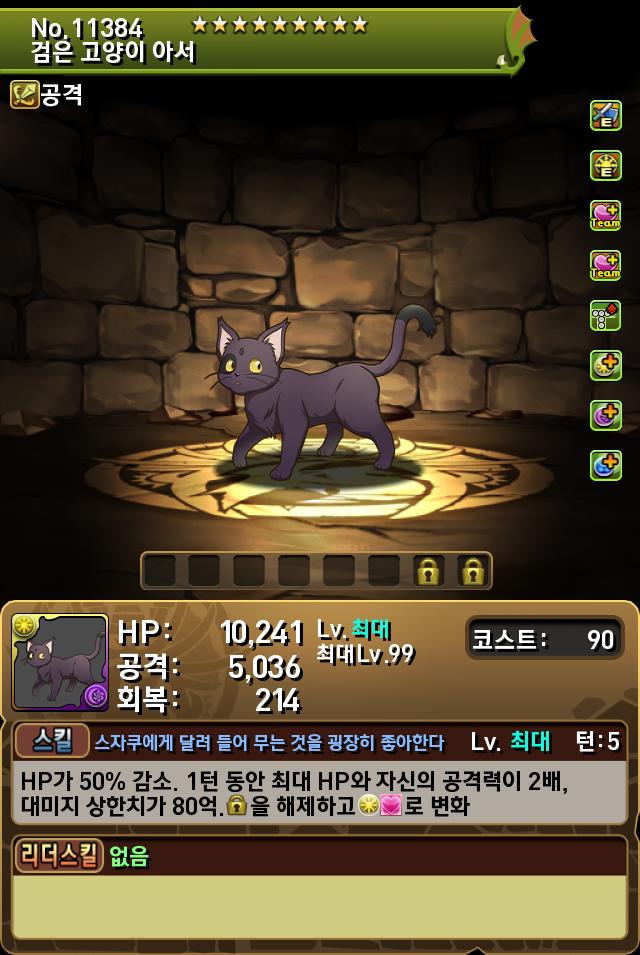 No.11384
검은 고양이 아서
공격
E
E
Team
Team
HP: 10,241 Lv.최대
공격: 5,036 최대Lv.99
회복: 214
코스트: 90
스킬 스자쿠에게 달려 들어 무는 것을 굉장히 좋아한다 Lv. 최대 턴:5
HP가 50% 감소. 1턴 동안 최대 HP와 자신의 공격력이 2배,
대미지 상한치가 80억.을 해제하고로 변화
리더스킬 없음